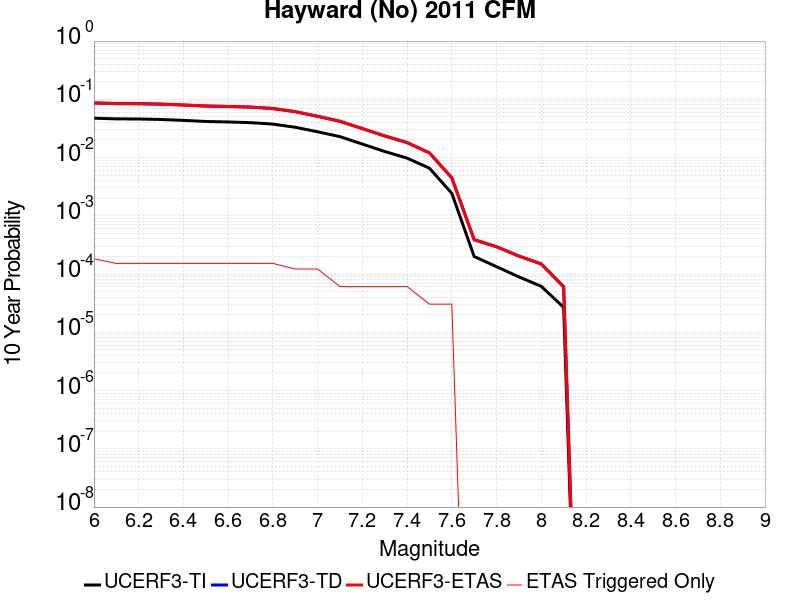 Hayward (No) 2011 CFM
10 0
10 -1
10 -2
10 -3
10 -4
10 -5
10 -6
10 -7
10 -8
10 Year Probability
6 6.2 6.4 6.6 6.8 7 7.2 7.4 7.6 7.8 8 8.2 8.4 8.6 8.8 9
Magnitude
UCERF3-TI UCERF3-TD UCERF3-ETAS ETAS Triggered Only